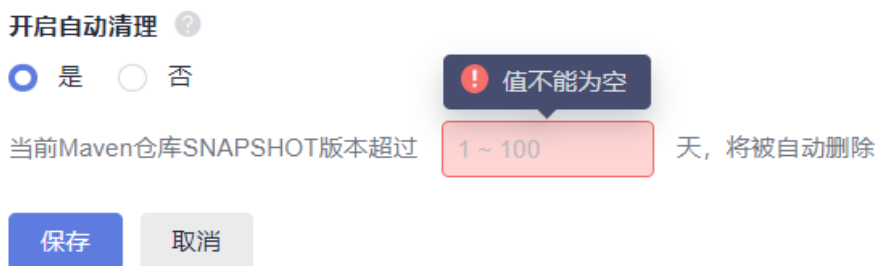 开启自动清理 ?
是 否
值不能为空
当前Maven仓库SNAPSHOT版本超过 1 ~ 100 天，将被自动删除
保存 取消